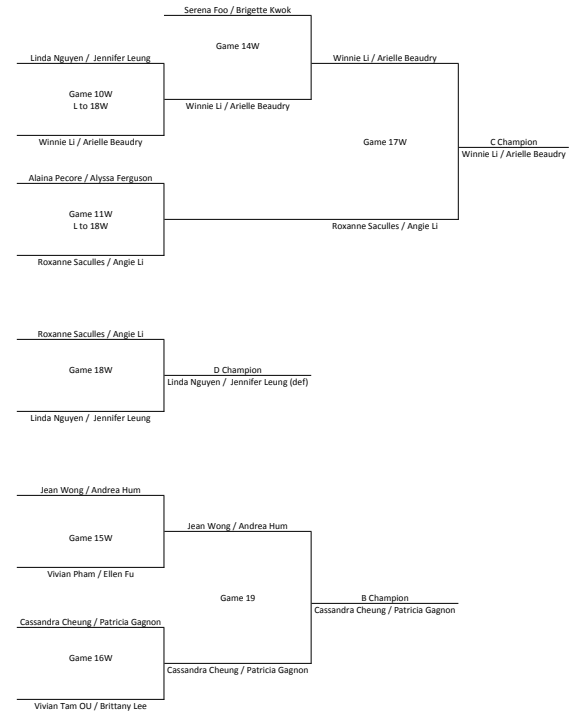 Serena Foo / Brigette Kwok
Game 14W
Linda Nguyen / Jennifer Leung
Winnie Li / Arielle Beaudry
Game 10W
L to 18W
Winnie Li / Arielle Beaudry
Winnie Li / Arielle Beaudry
Game 17W
C Champion
Winnie Li / Arielle Beaudry
Alaina Pecore / Alyssa Ferguson
Game 11W
L to 18W
Roxanne Saculles / Angie Li
Roxanne Saculles / Angie Li
Roxanne Saculles / Angie Li
Game 18W
D Champion
Linda Nguyen / Jennifer Leung (def)
Linda Nguyen / Jennifer Leung
Jean Wong / Andrea Hum
Jean Wong / Andrea Hum
Game 15W
Vivian Pham / Ellen Fu
Game 19
B Champion
Cassandra Cheung / Patricia Gagnon
Cassandra Cheung / Patricia Gagnon
Game 16W
Cassandra Cheung / Patricia Gagnon
Vivian Tam OU / Brittany Lee